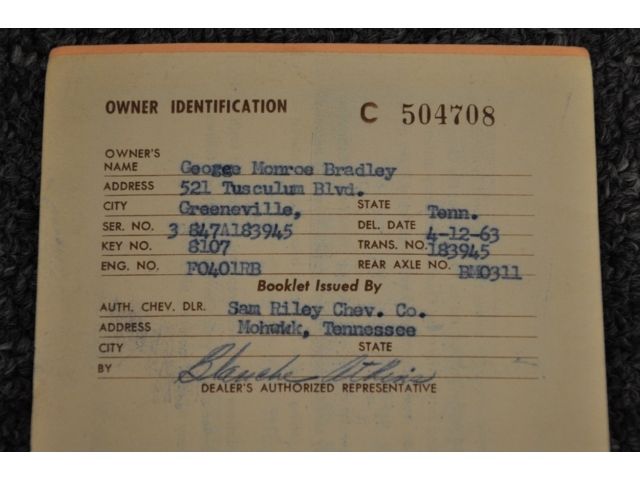 OWNER IDENTIFICATION C 504708
OWNER'S
NAME George Monroe Bradley
ADDRESS 521 Tusculum Blvd.
CITY Greeneville, STATE Tenn.
SER. NO. 3 847A183945 DEL. DATE 4-12-63
KEY NO. 8107 TRANS. NO. 183945
ENG. NO. F0401RB REAR AXLE NO. BM0311
Booklet Issued By
AUTH. CHEV. DLR. Sam Riley Chev. Co.
ADDRESS Mohwkk, Tennessee
CITY STATE
BY Blanche Atkins
DEALER'S AUTHORIZED REPRESENTATIVE